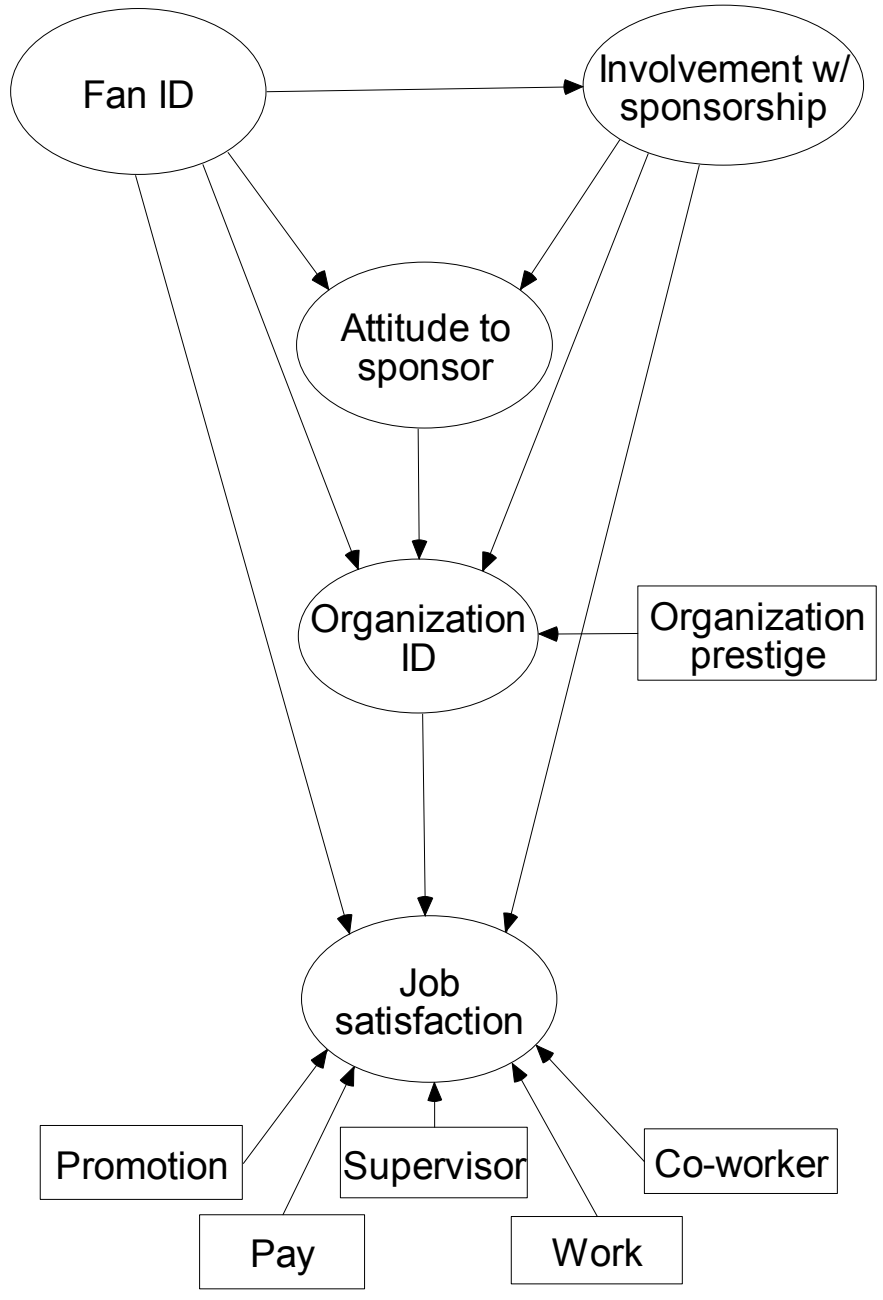 Fan ID
Involvement w/
sponsorship
Attitude to
sponsor
Organization
ID
Organization
prestige
Job
satisfaction
Promotion
Supervisor
Co-worker
Pay
Work